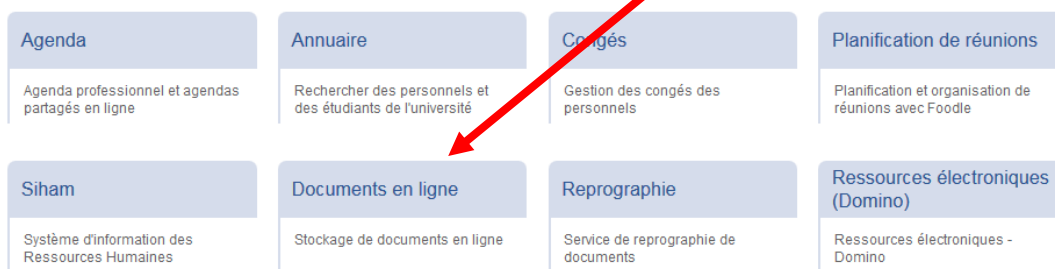 Agenda
Annuaire
Congés
Planification de réunions
Agenda professionnel et agendas
partagés en ligne
Rechercher des personnels et
des étudiants de l'université
Gestion des congés des
personnels
Planification et organisation de
réunions avec Foodle
Siham
Documents en ligne
Reprographie
Ressources électroniques
(Domino)
Système d'information des
Ressources Humaines
Stockage de documents en ligne
Service de reprographie de
documents
Ressources électroniques -
Domino